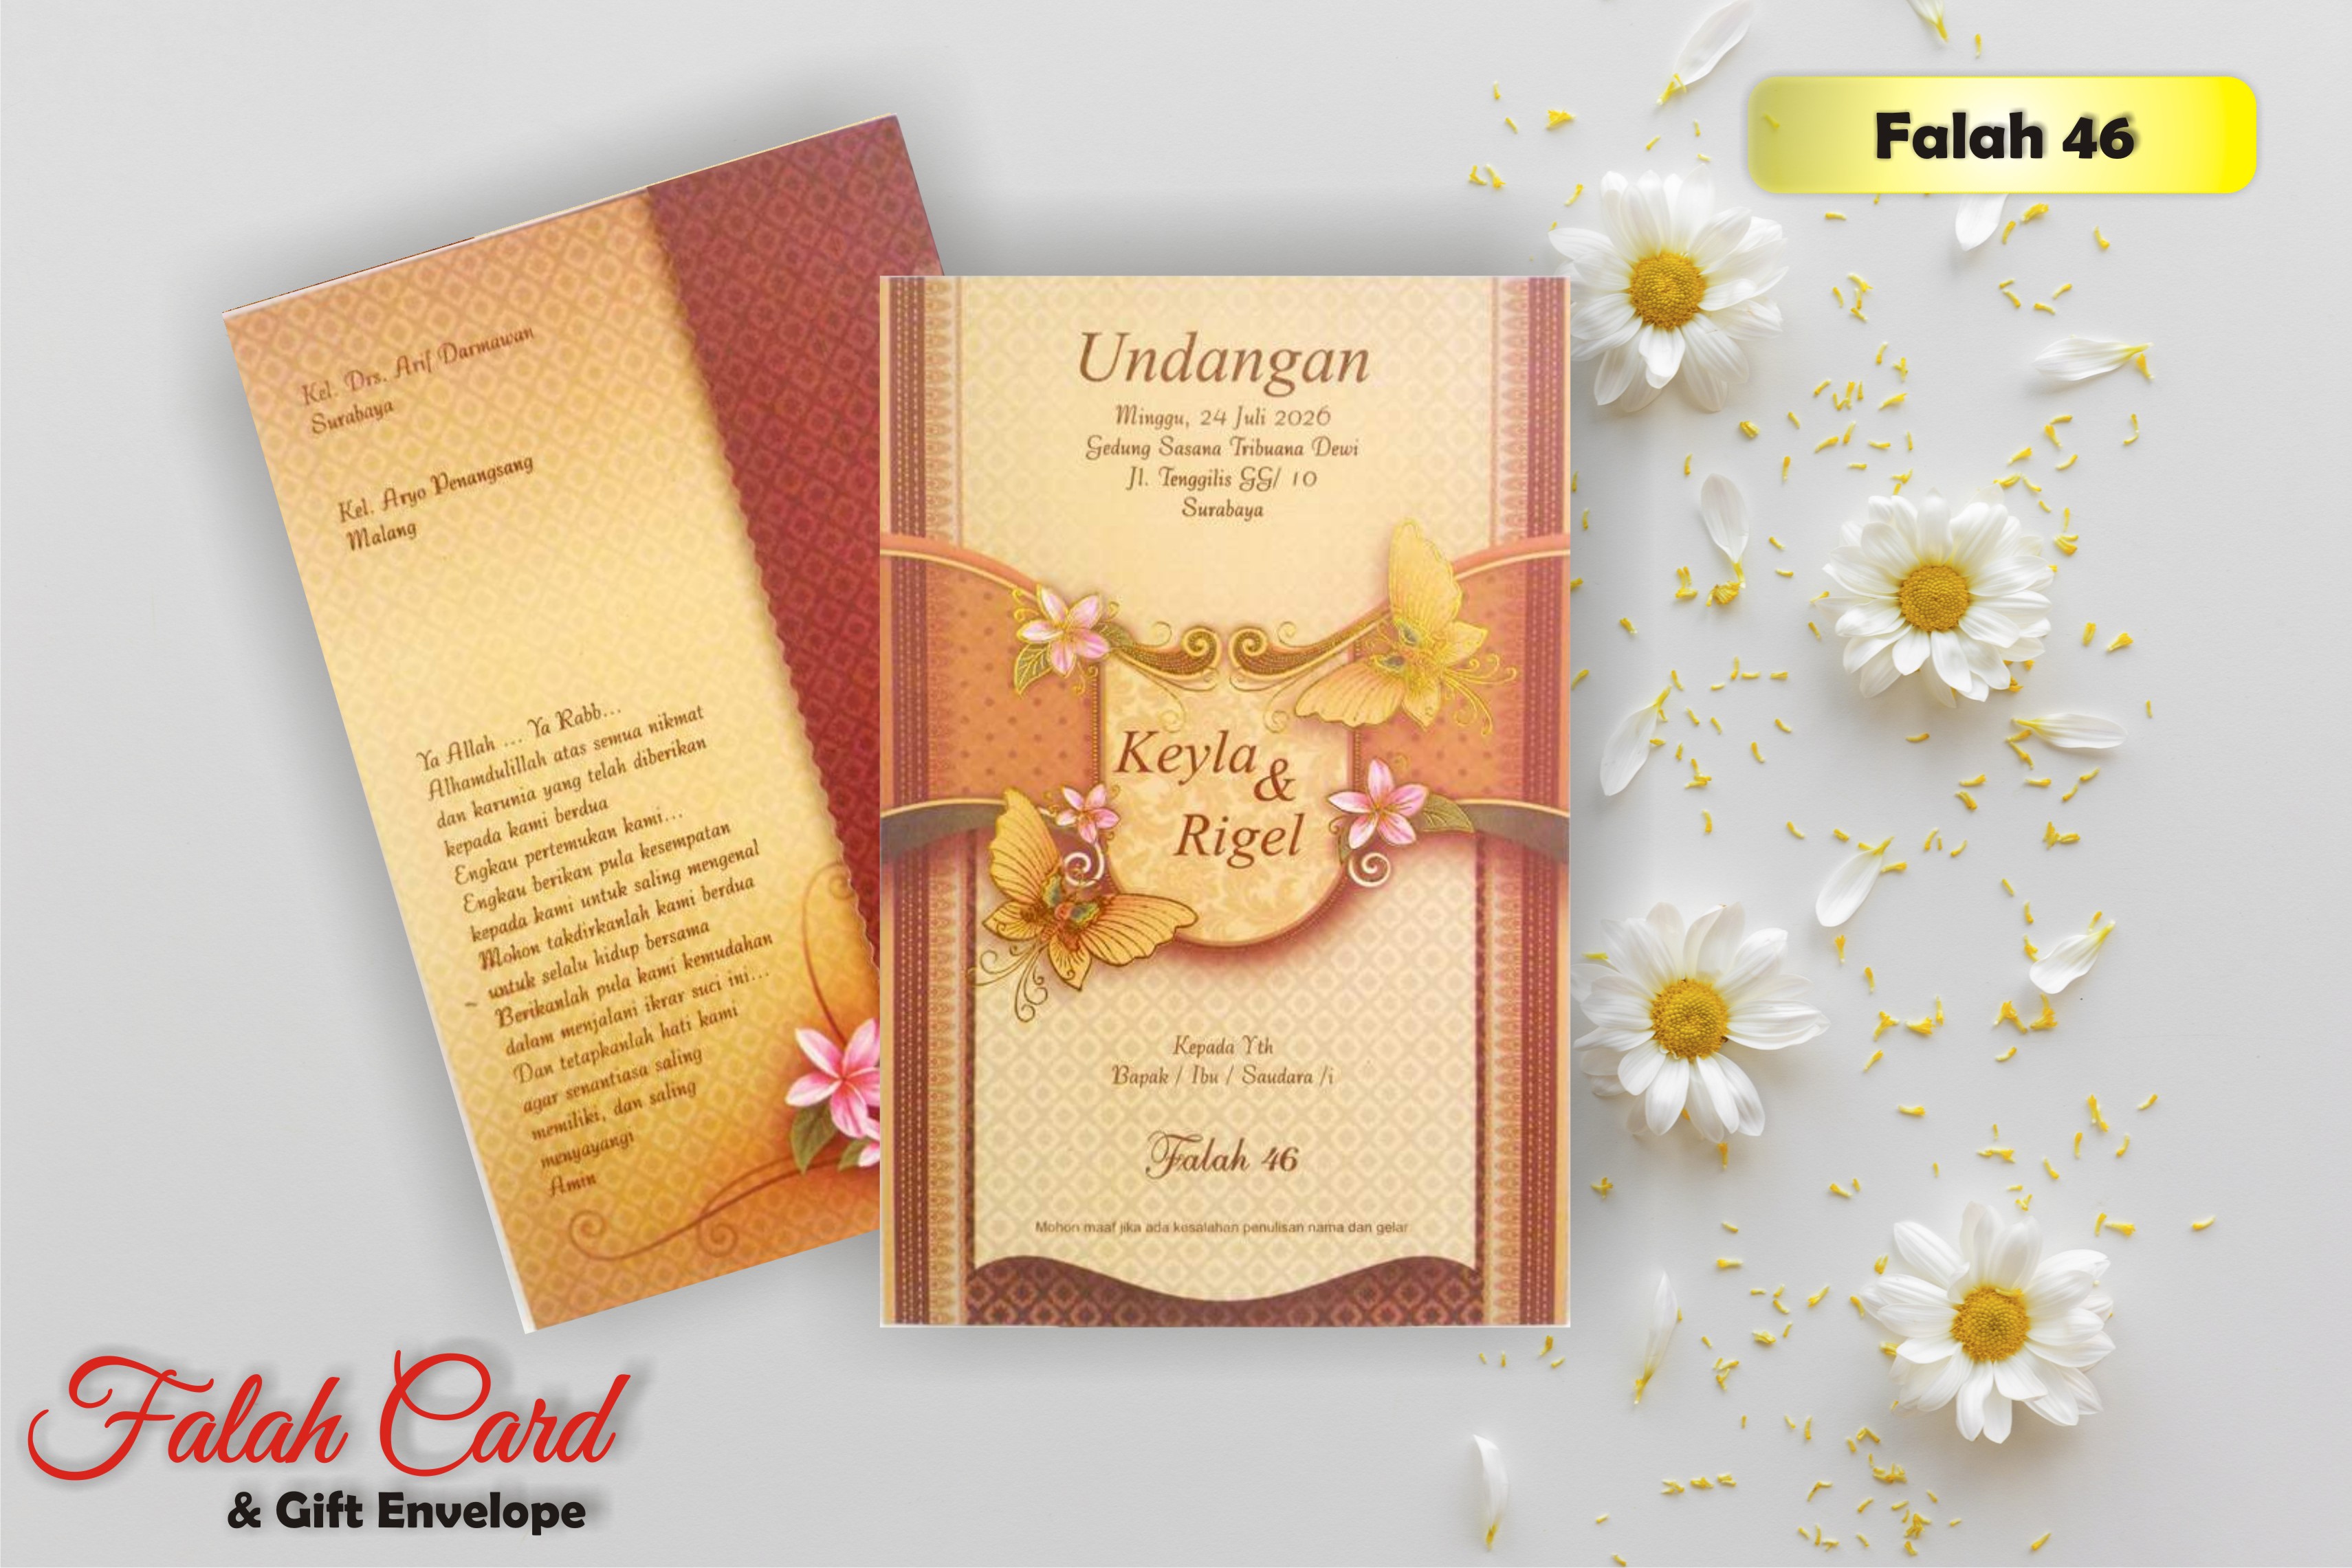 Falah 46
Kel. Drs. Arif Darmawan
Surabaya
Kel. Aryo Penangsang
Malang
Ya Allah ... Ya Rabb...
Alhamdulillah atas semua nikmat
dan karunia yang telah diberikan
kepada kami berdua
Engkau pertemukan kami...
Engkau berikan pula kesempatan
kepada kami untuk saling mengenal
Mohon takdirkanlah kami berdua
untuk selalu hidup bersama
Berikanlah pula kami kemudahan
dalam menjalani ikrar suci ini...
Dan tetapkanlah hati kami
agar senantiasa saling
memiliki, dan saling
menyayangi
Amin
Undangan
Minggu, 24 Juli 2026
Gedung Sasana Tribuana Dewi
Jl. Tenggilis GG/ 10
Surabaya
Keyla
&
Rigel
Kepada Yth
Bapak / Ibu / Saudara /i
Falah 46
Mohon maaf jika ada kesalahan penulisan nama dan gelar
Falah Card
& Gift Envelope